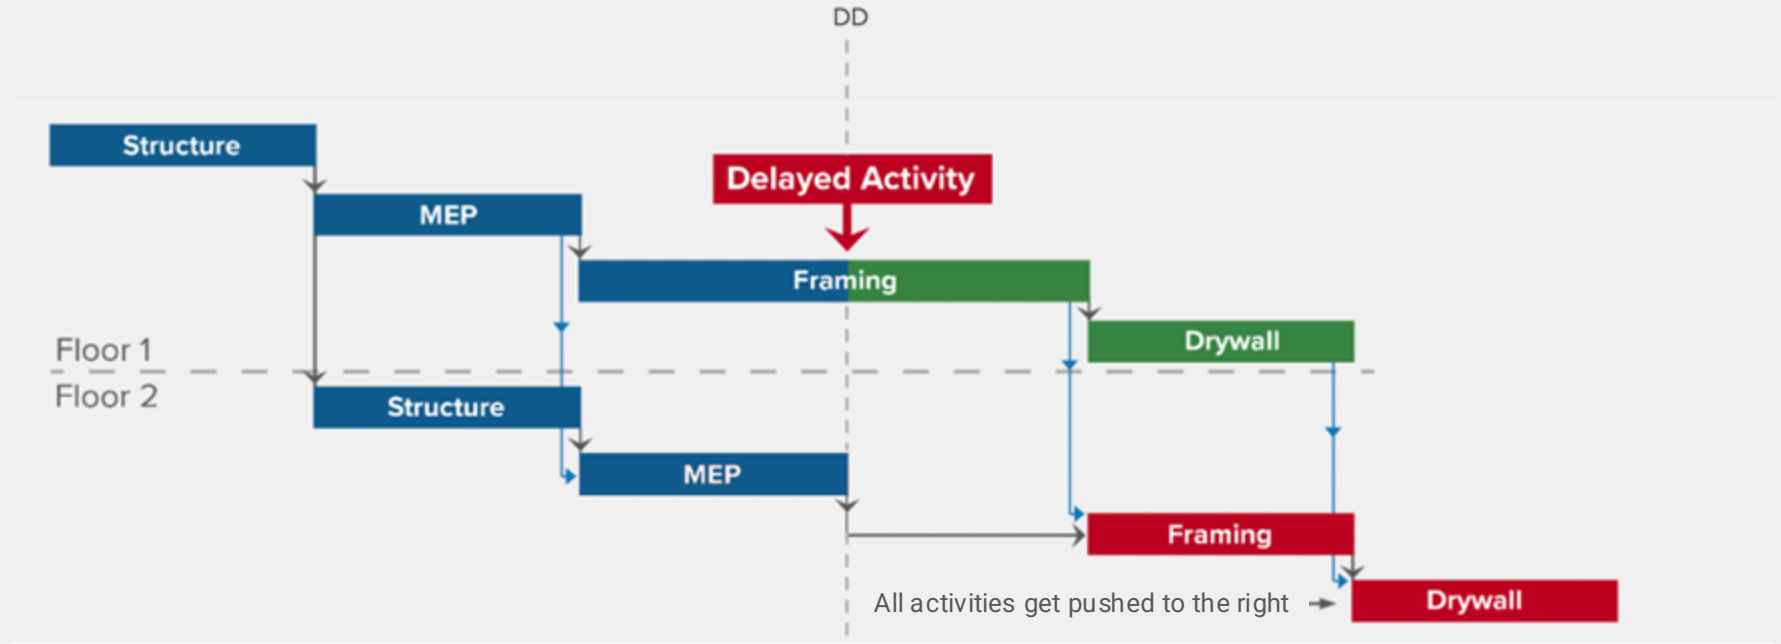 DD
Structure
Delayed Activity
MEP
Framing
Drywall
Floor 1
Floor 2
Structure
MEP
Framing
All activities get pushed to the right
Drywall